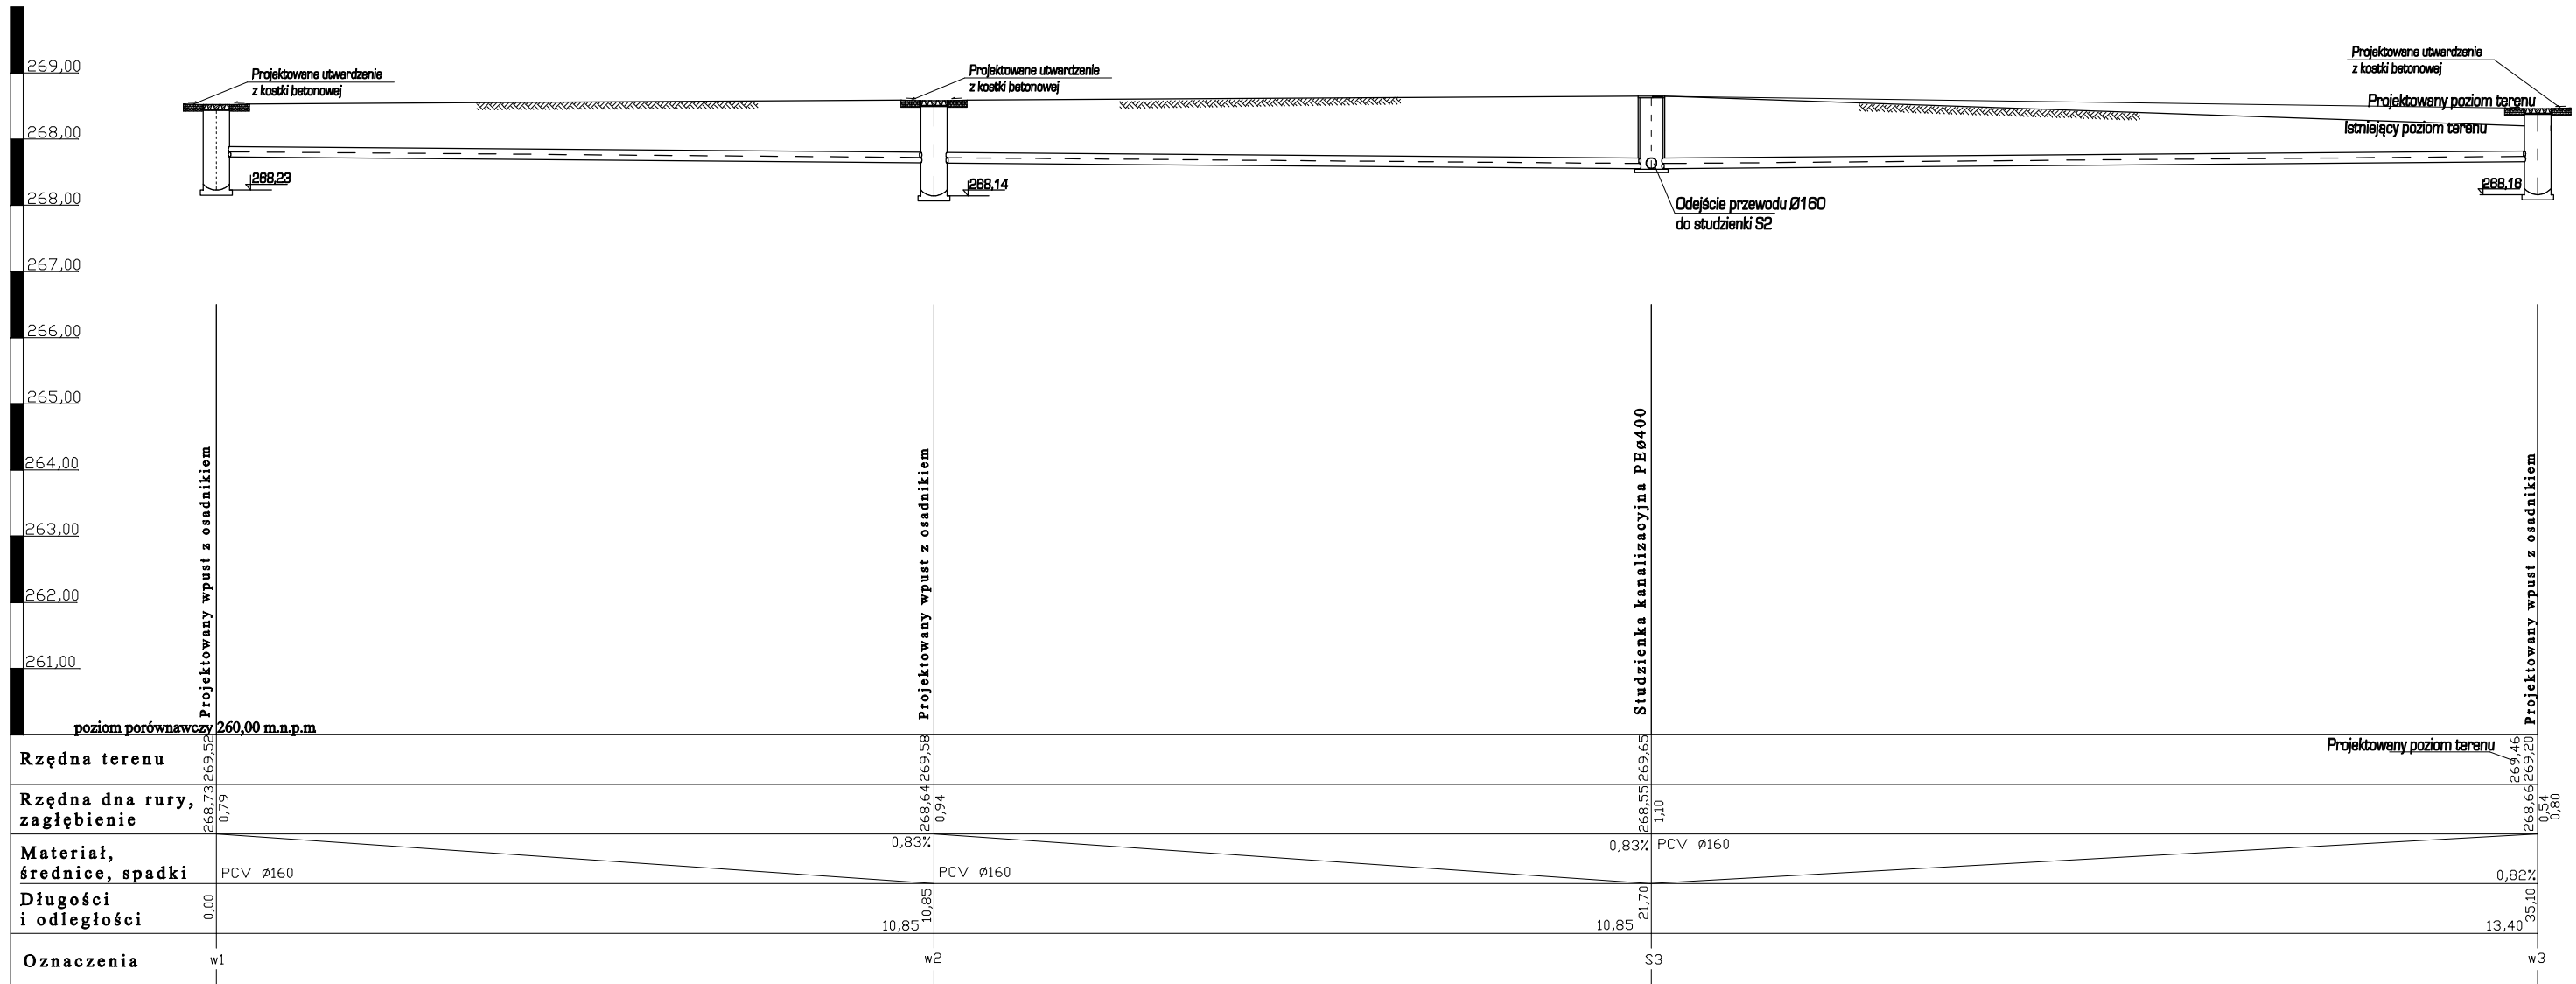 269,00
268,00
268,00
267,00
266,00
265,00
264,00
263,00
262,00
261,00
Projektowane utwardzenie
z kostki betonowej
Projektowane utwardzenie
z kostki betonowej
Projektowane utwardzenie
z kostki betonowej
Projektowany poziom terenu
Istniejący poziom terenu
268,23
268,14
268,16
Odejście przewodu Ø160
do studzienki S2
Projektowany wpust z osadnikiem
Projektowany wpust z osadnikiem
Studzienka kanalizacyjna PEø400
Projektowany wpust z osadnikiem
poziom porównawczy 260,00 m.n.p.m
Rzędna terenu
269,52
269,58
269,65
Projektowany poziom terenu
269,46
269,20
Rzędna dna rury,
zagłębienie
268,73
0,79
268,64
0,94
268,55
1,10
268,66
0,54
0,80
Materiał,
średnice, spadki
PCV Ø160
0,83%
PCV Ø160
0,83%
PCV Ø160
0,82%
Długości
i odległości
0,00
10,85
10,85
10,85
21,70
13,40
35,10
Oznaczenia
w1
w2
S3
w3